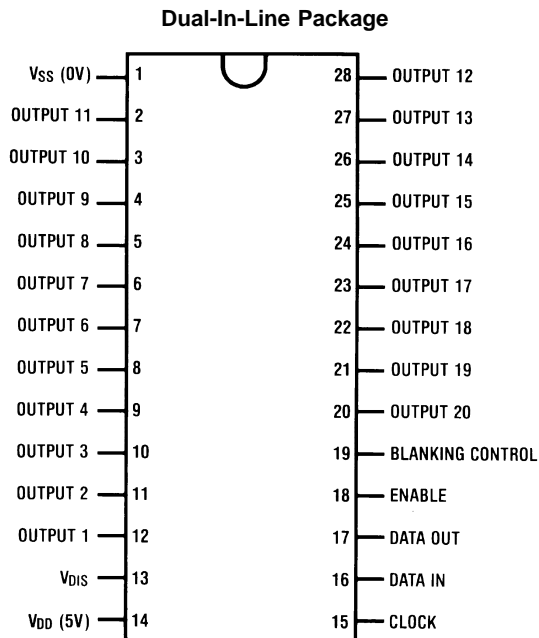 Dual-In-Line Package
VSS (0V) 1 28 OUTPUT 12
OUTPUT 11 2 27 OUTPUT 13
OUTPUT 10 3 26 OUTPUT 14
OUTPUT 9 4 25 OUTPUT 15
OUTPUT 8 5 24 OUTPUT 16
OUTPUT 7 6 23 OUTPUT 17
OUTPUT 6 7 22 OUTPUT 18
OUTPUT 5 8 21 OUTPUT 19
OUTPUT 4 9 20 OUTPUT 20
OUTPUT 3 10 19 BLANKING CONTROL
OUTPUT 2 11 18 ENABLE
OUTPUT 1 12 17 DATA OUT
VDIS 13 16 DATA IN
VDD (5V) 14 15 CLOCK